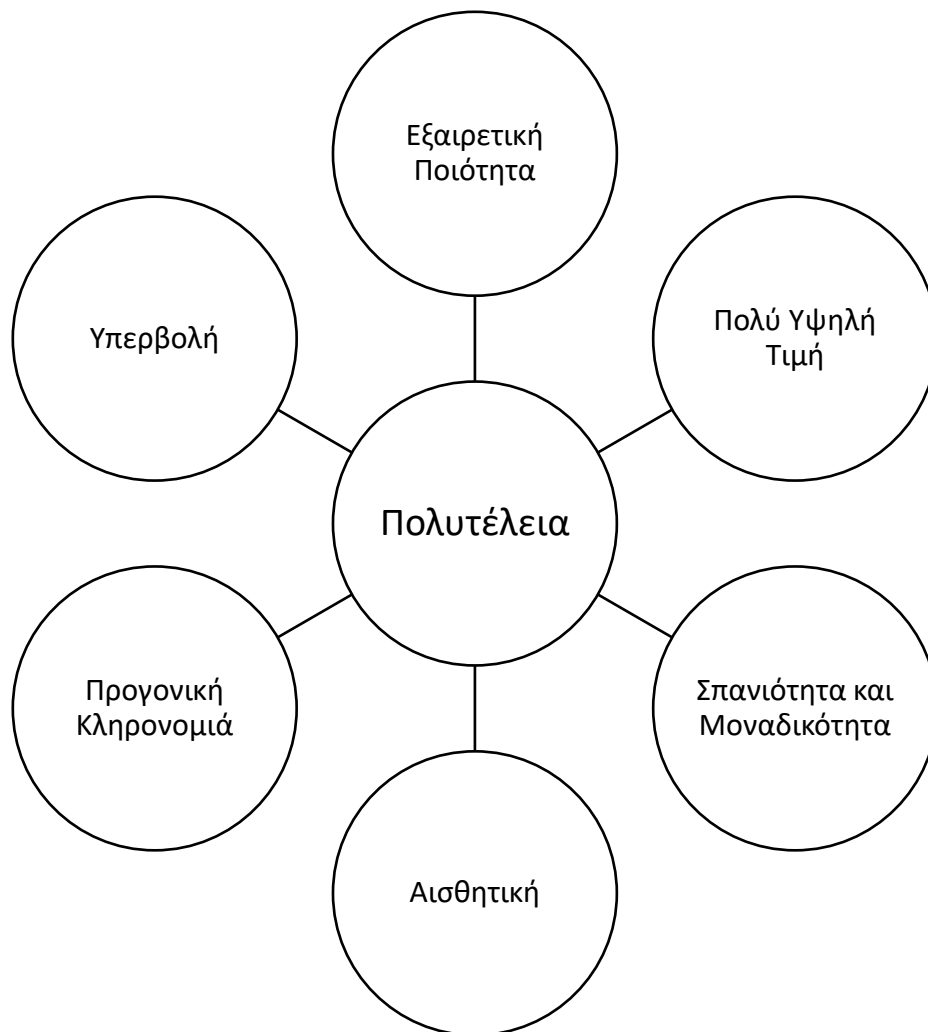 Εξαιρετική
Ποιότητα
Υπερβολή
Πολύ Υψηλή
Τιμή
Πολυτέλεια
Προγονική
Κληρονομιά
Σπανιότητα και
Μοναδικότητα
Αισθητική